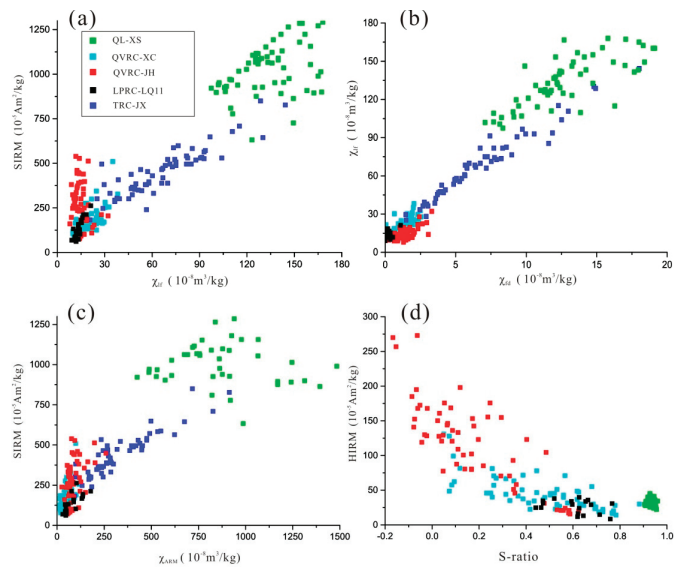 (a)
1250
1000
750
500
250
0
SIRM (10⁻⁵Am²/kg)
QL-XS
QVRC-XC
QVRC-JH
LPRC-LQ11
TRC-JX
0 30 60 90 120 150 180
χlf (10⁻⁸m³/kg)
(b)
180
150
120
90
60
30
0
χlf (10⁻⁸m³/kg)
0 5 10 15 20
χfd (10⁻⁸m³/kg)
(c)
1250
1000
750
500
250
0
SIRM (10⁻⁵Am²/kg)
0 250 500 750 1000 1250 1500
χARM (10⁻⁸m³/kg)
(d)
300
250
200
150
100
50
0
HIRM (10⁻⁵Am²/kg)
-0.2 0.0 0.2 0.4 0.6 0.8 1.0
S-ratio